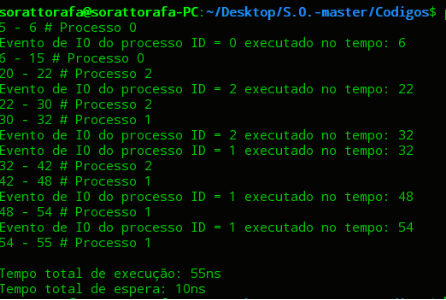 sorattorafa@sorattorafa-PC:~/Desktop/S.O.-master/Codigos$
5 - 6 # Processo 0
Evento de IO do processo ID = 0 executado no tempo: 6
6 - 15 # Processo 0
20 - 22 # Processo 2
Evento de IO do processo ID = 2 executado no tempo: 22
22 - 30 # Processo 2
30 - 32 # Processo 1
Evento de IO do processo ID = 2 executado no tempo: 32
Evento de IO do processo ID = 1 executado no tempo: 32
32 - 42 # Processo 2
42 - 48 # Processo 1
Evento de IO do processo ID = 1 executado no tempo: 48
48 - 54 # Processo 1
Evento de IO do processo ID = 1 executado no tempo: 54
54 - 55 # Processo 1
Tempo total de execução: 55ns
Tempo total de espera: 10ns